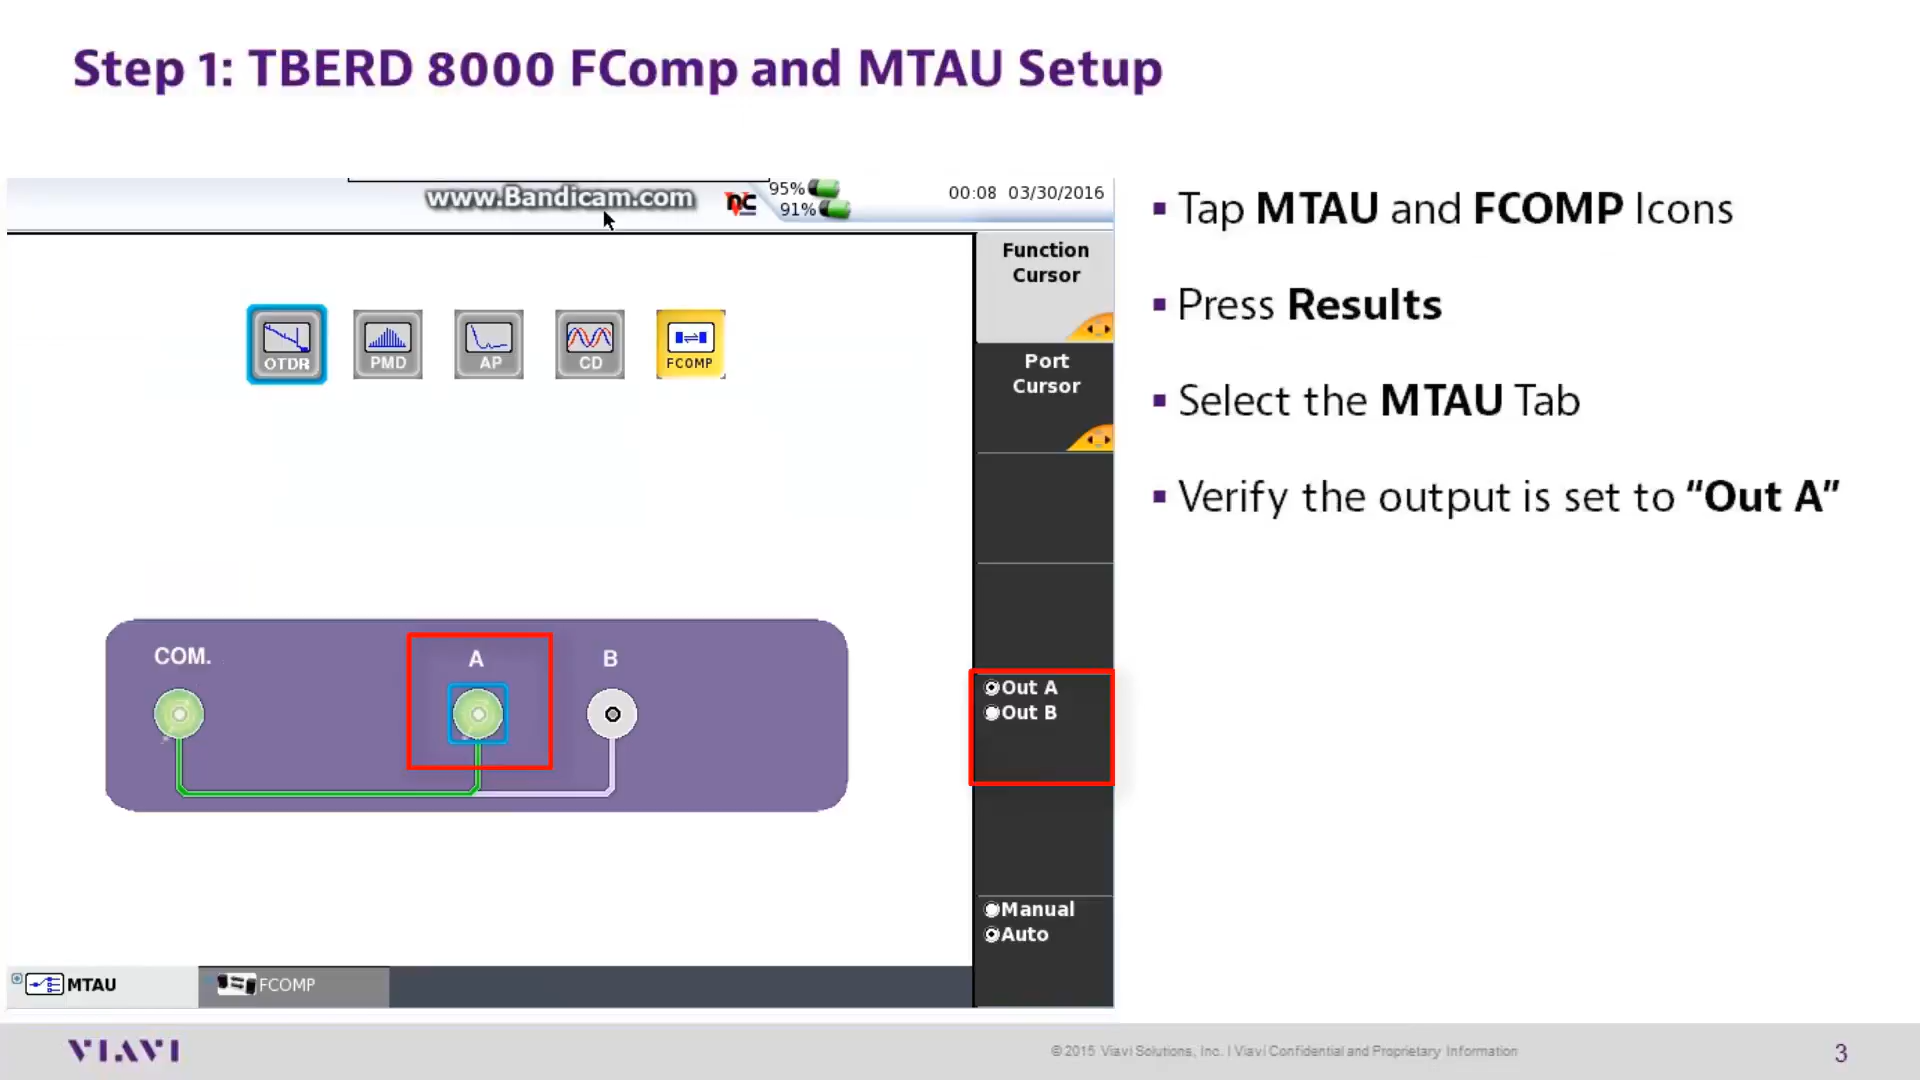 Step 1: TBERD 8000 FComp and MTAU Setup
www.Bandicam.com
95%
91%
00:08 03/30/2016
Function
Cursor
Port
Cursor
OTDR
PMD
AP
CD
FCOMP
COM.
A
B
Out A
Out B
Manual
Auto
MTAU
FCOMP
Tap MTAU and FCOMP Icons
Press Results
Select the MTAU Tab
Verify the output is set to “Out A”
VIAVI
© 2015 Viavi Solutions, Inc. | Viavi Confidential and Proprietary Information
3